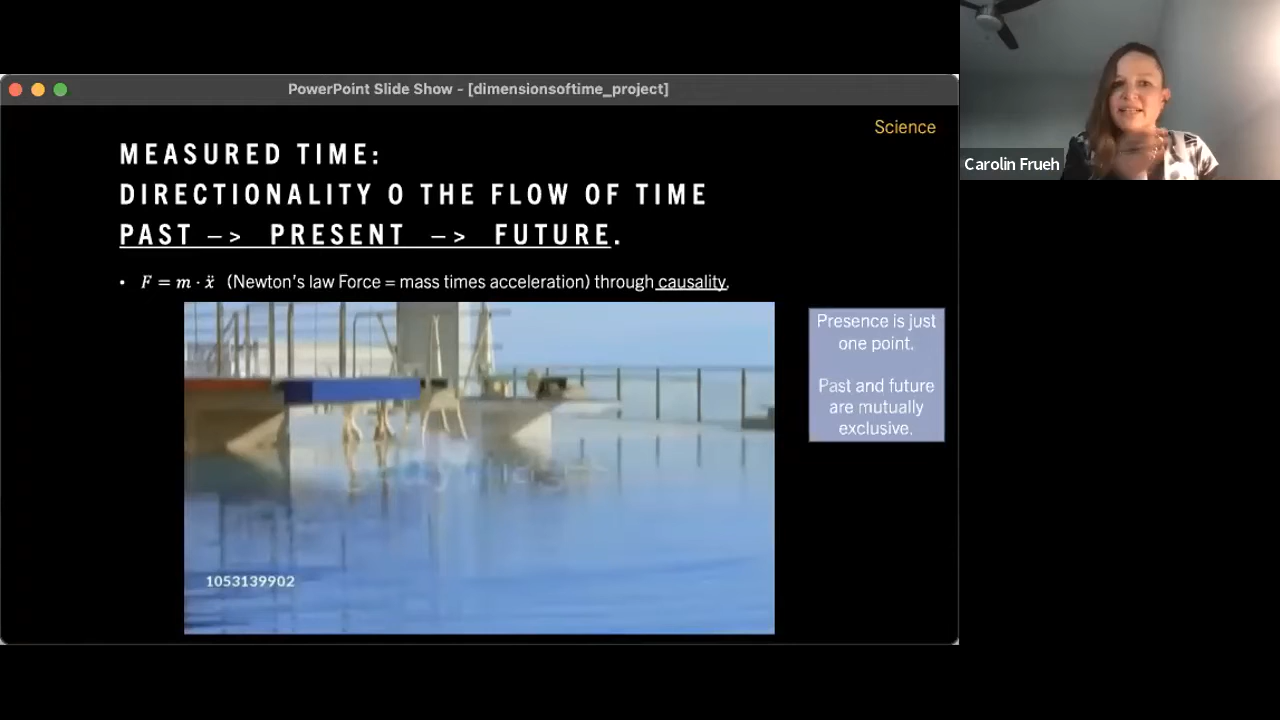 PowerPoint Slide Show - [dimensionsoftime_project]
Science
MEASURED TIME:
DIRECTIONALITY O THE FLOW OF TIME
PAST –> PRESENT –> FUTURE.
• F = m · ẍ (Newton's law Force = mass times acceleration) through causality.
Presence is just
one point.
Past and future
are mutually
exclusive.
1053139902
Carolin Frueh